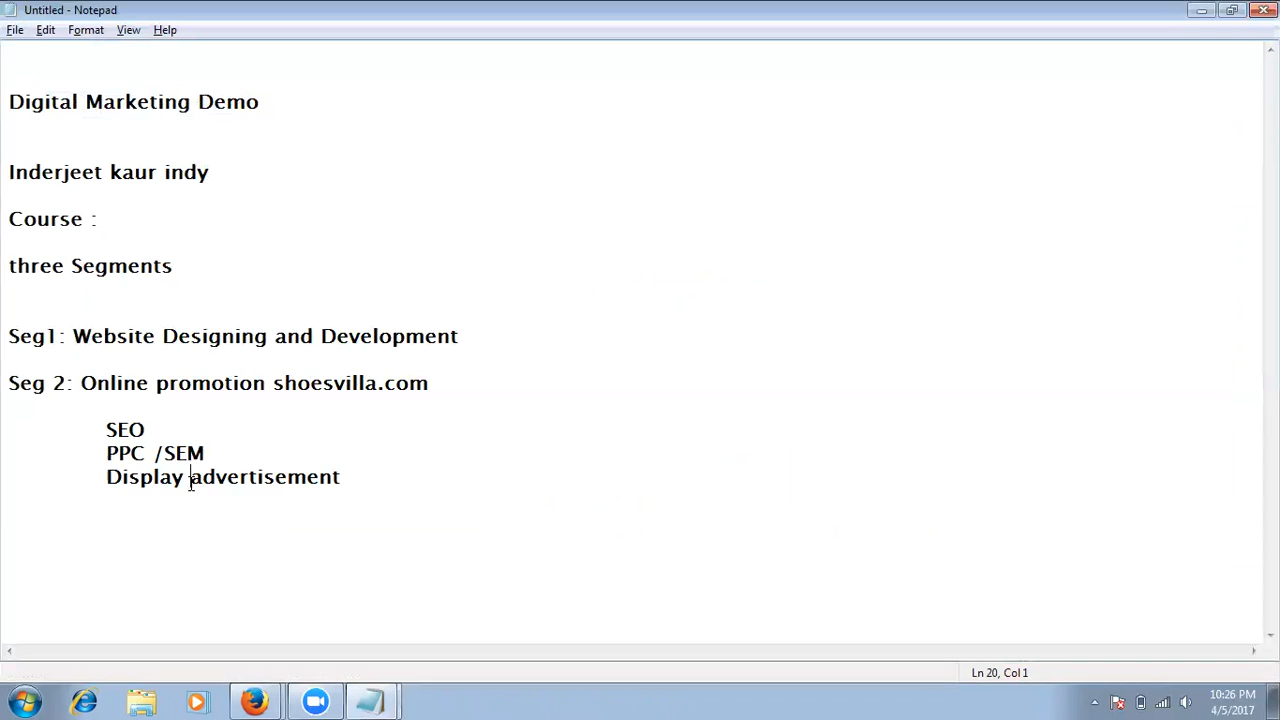 Untitled - Notepad
File Edit Format View Help
Digital Marketing Demo
Inderjeet kaur indy
Course :
three Segments
Seg1: Website Designing and Development
Seg 2: Online promotion shoesvilla.com
SEO
PPC /SEM
Display advertisement
Ln 20, Col 1
10:26 PM
4/5/2017